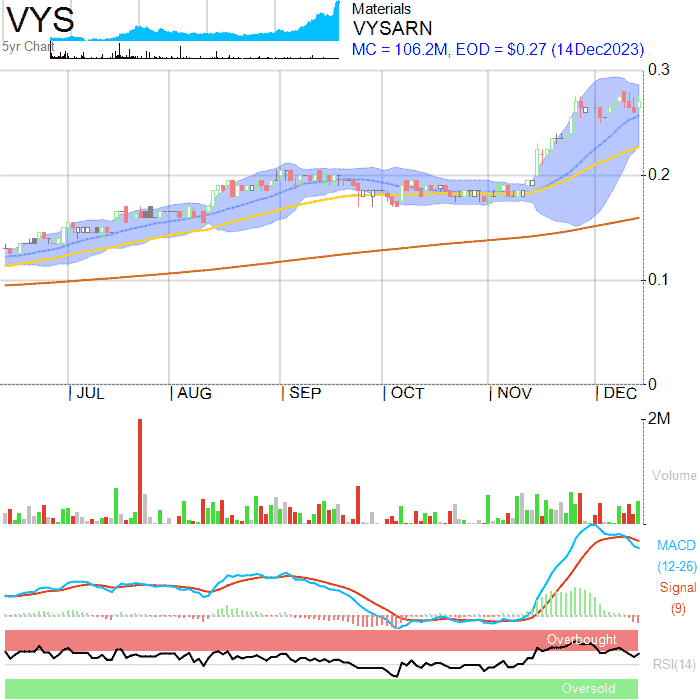 VYS
5yr Chart
Materials
VYSARN
MC = 106.2M, EOD = $0.27 (14Dec2023)
0.3
0.2
0.1
0
JUL AUG SEP OCT NOV DEC
2M
Volume
MACD
(12-26)
Signal
(9)
Overbought
RSI(14)
Oversold